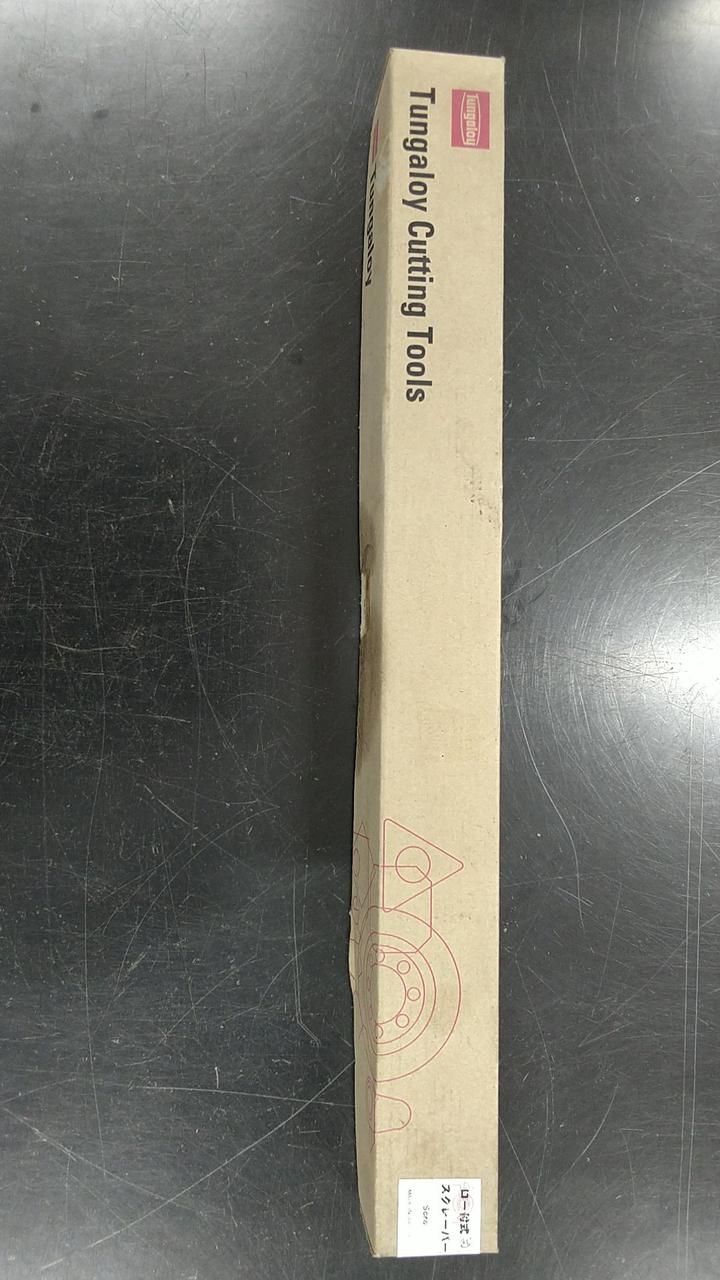 Tungaloy
Tungaloy Cutting Tools
Tungaloy
スクレーパー